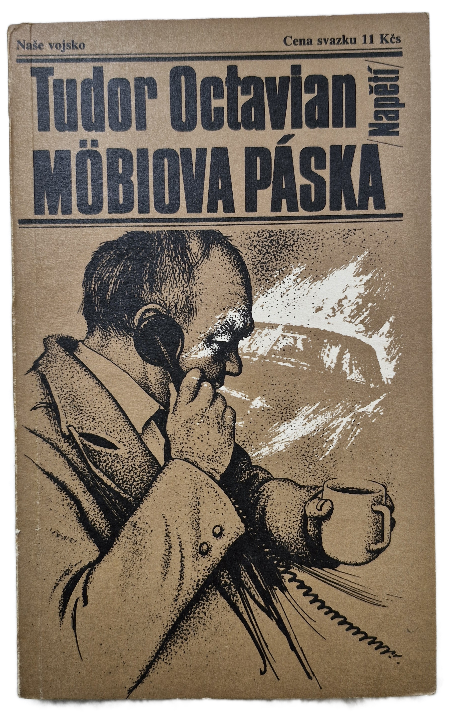 Naše vojsko
Cena svazku 11 Kčs
Tudor Octavian
/Napětí/
MÖBIOVA PÁSKA